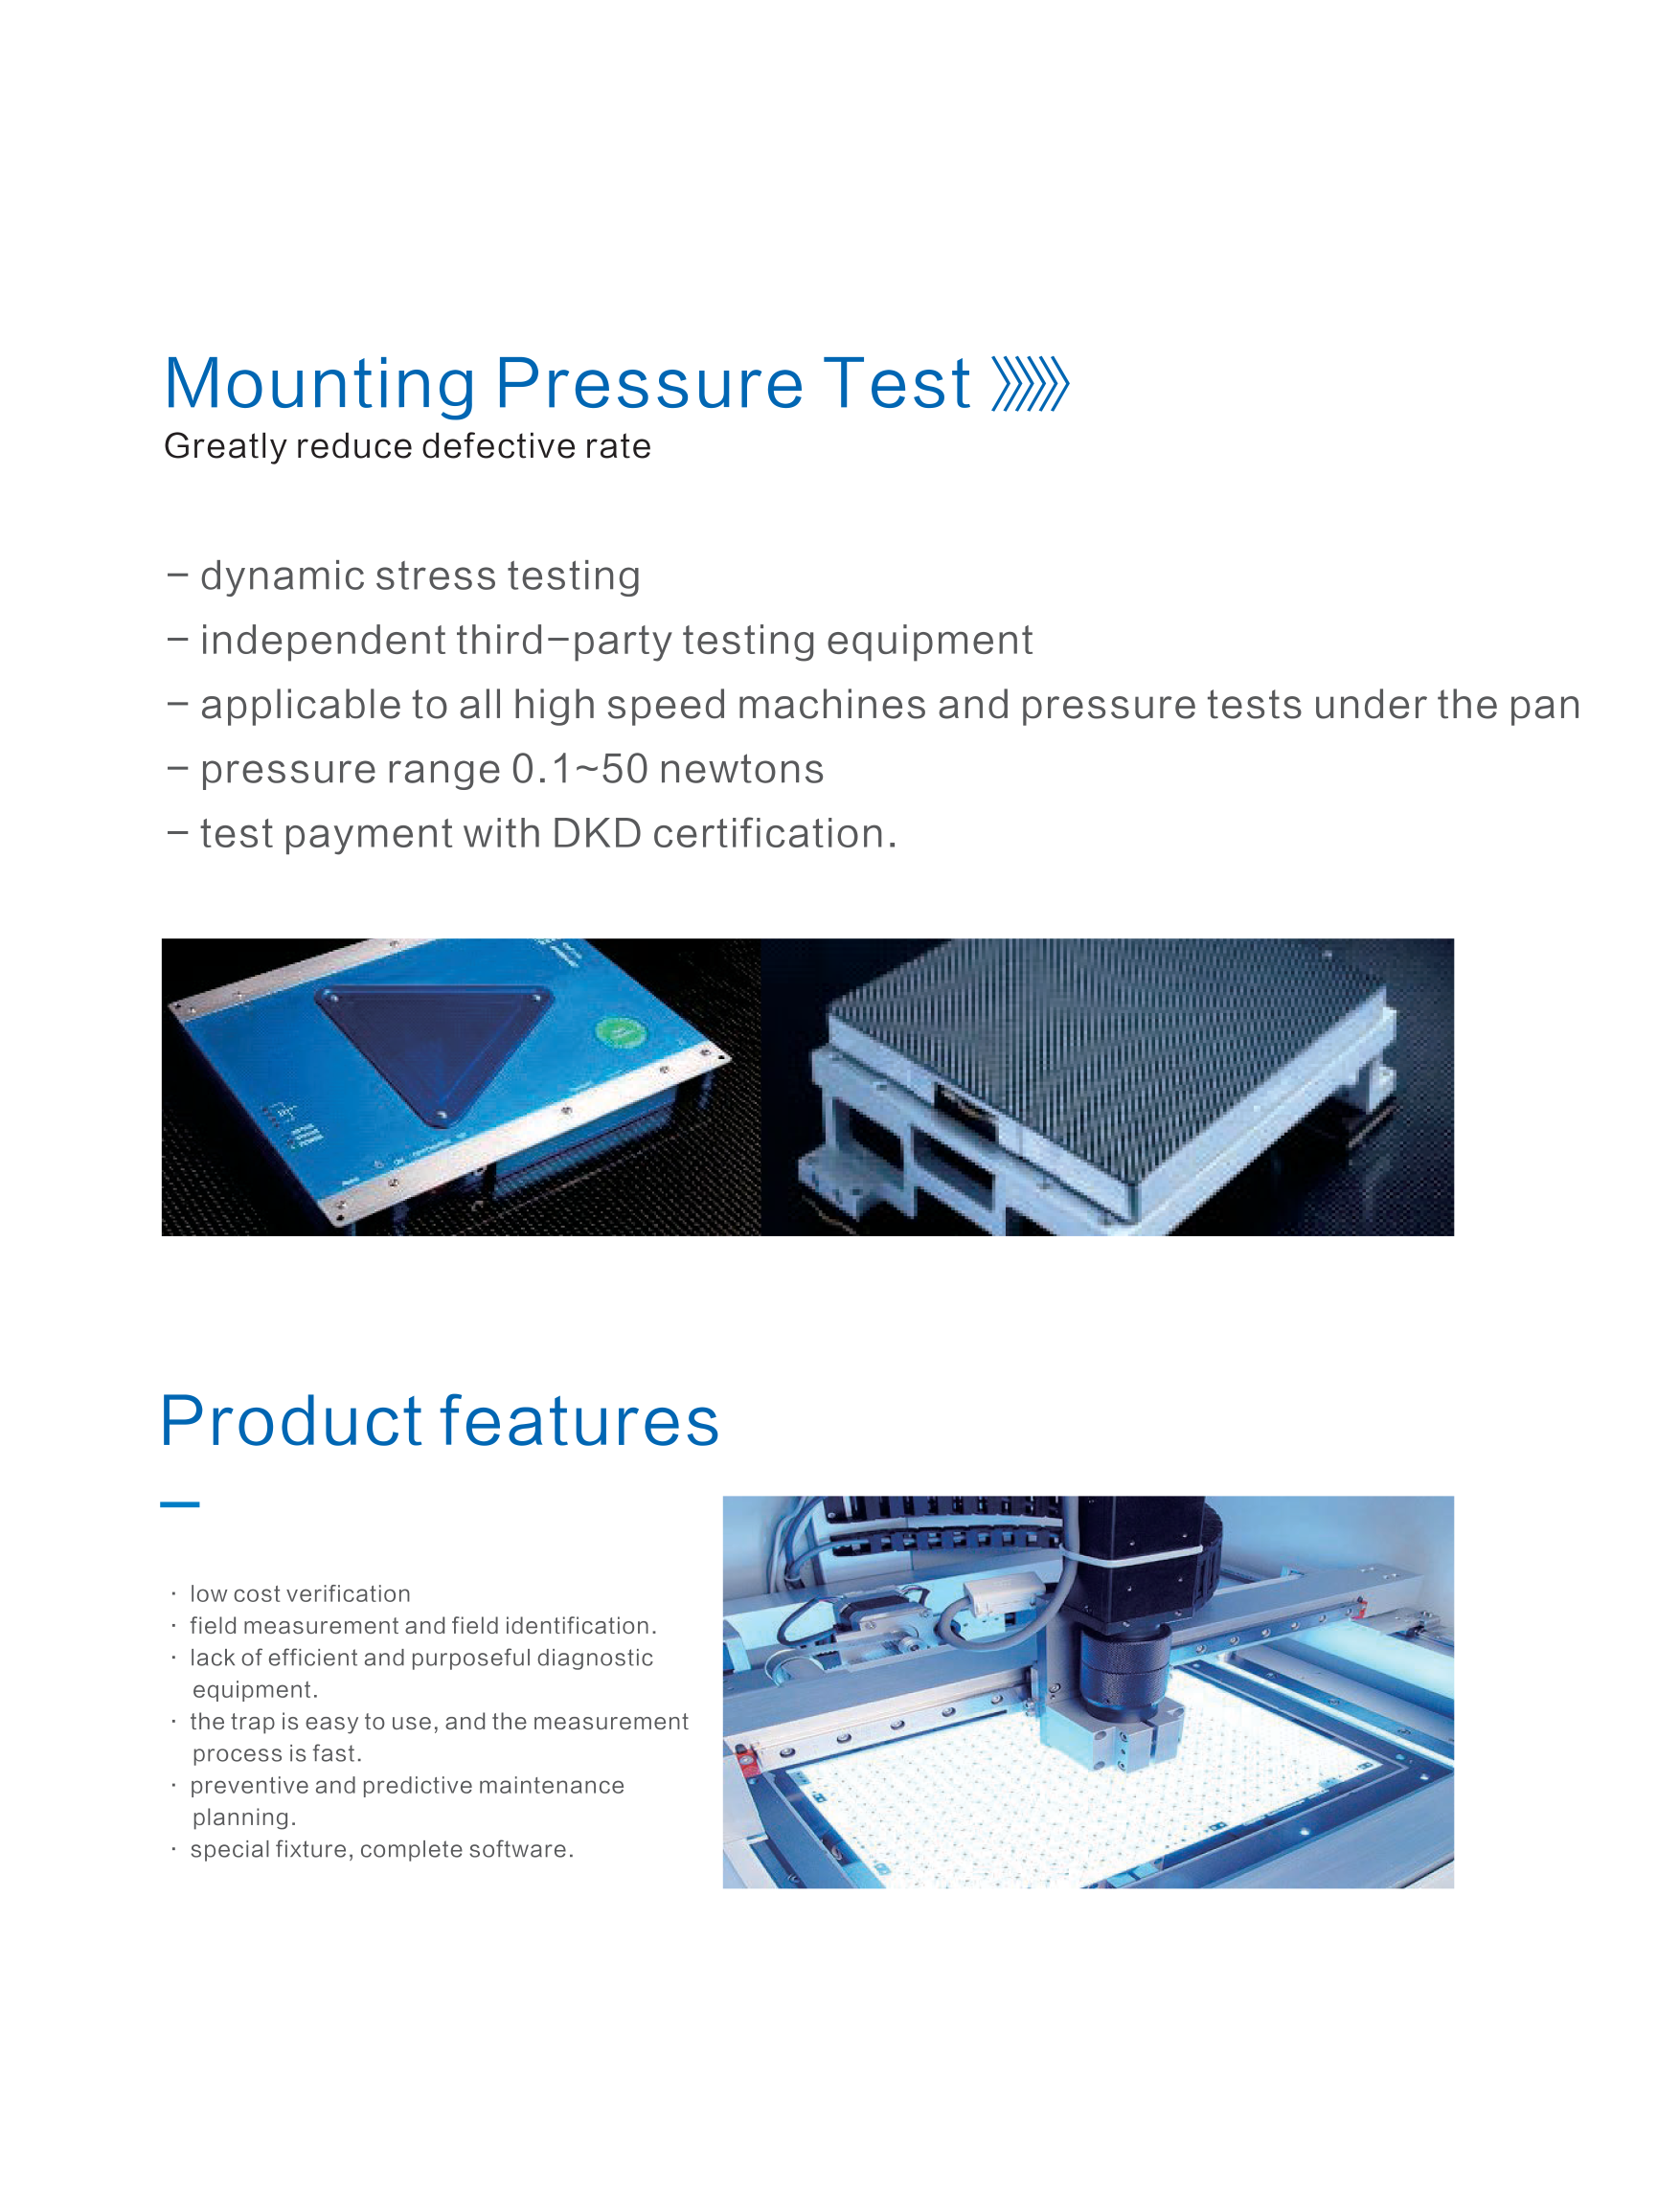 Mounting Pressure Test
Greatly reduce defective rate
– dynamic stress testing
– independent third–party testing equipment
– applicable to all high speed machines and pressure tests under the pan
– pressure range 0.1~50 newtons
– test payment with DKD certification.
Product features
· low cost verification
· field measurement and field identification.
· lack of efficient and purposeful diagnostic
equipment.
· the trap is easy to use, and the measurement
process is fast.
· preventive and predictive maintenance
planning.
· special fixture, complete software.